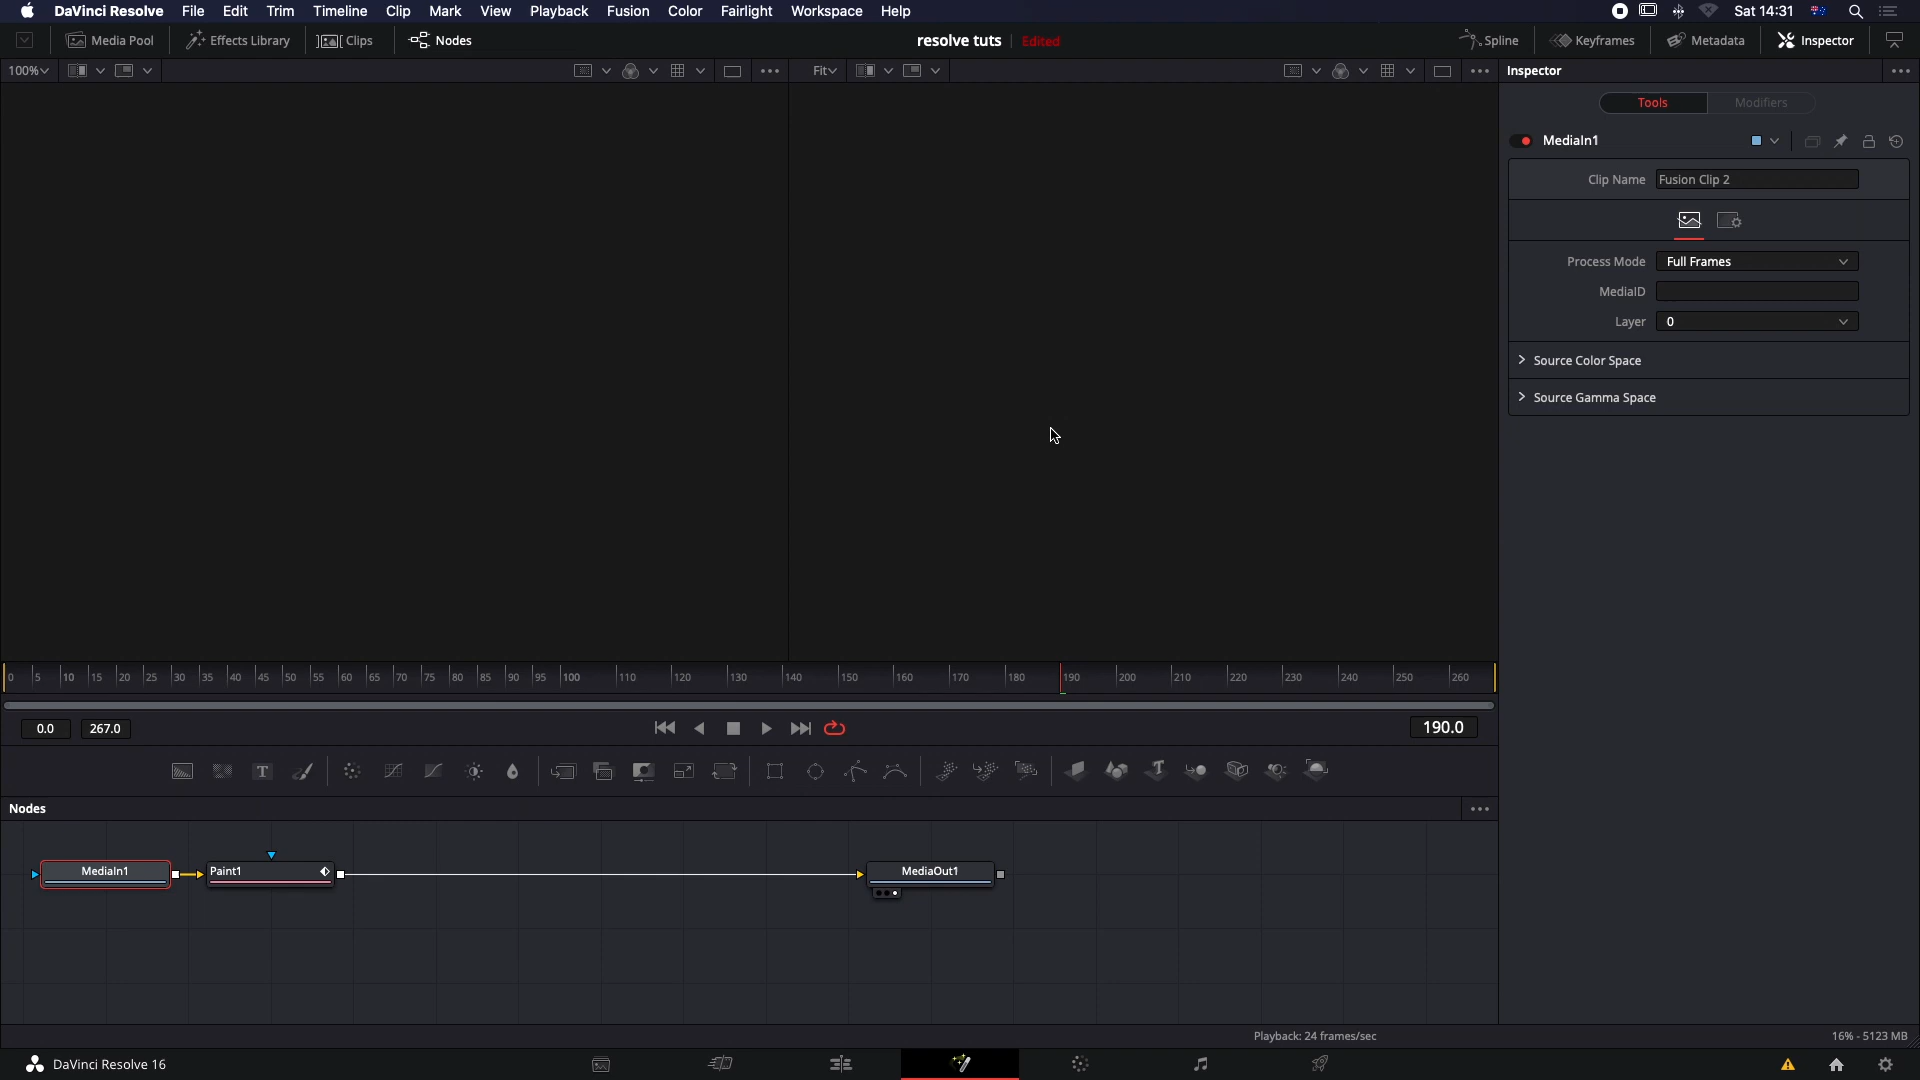 DaVinci Resolve File Edit Trim Timeline Clip Mark View Playback Fusion Color Fairlight Workspace Help Sat 14:31
Media Pool Effects Library Clips Nodes resolve tuts Edited Spline Keyframes Metadata Inspector
100% Fit Inspector
Tools Modifiers
MediaIn1
Clip Name Fusion Clip 2
Process Mode Full Frames
MediaID
Layer 0
Source Color Space
Source Gamma Space
0 5 10 15 20 25 30 35 40 45 50 55 60 65 70 75 80 85 90 95 100 110 120 130 140 150 160 170 180 190 200 210 220 230 240 250 260
0.0 267.0 190.0
Nodes
MediaIn1 Paint1 MediaOut1
Playback: 24 frames/sec 16% - 5123 MB
DaVinci Resolve 16